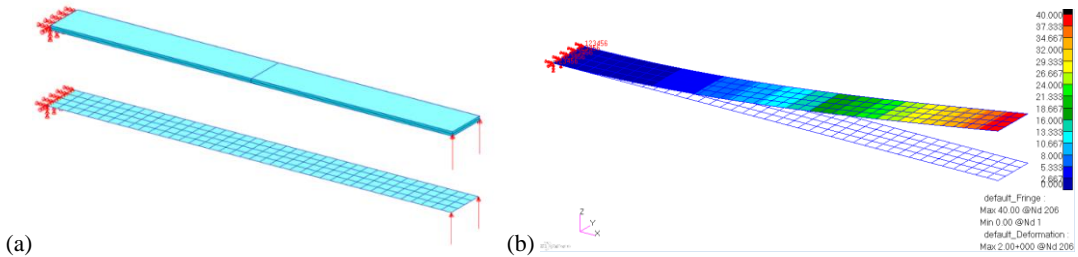 (a)
(b)
123456
40.000
37.333
34.667
32.000
29.333
26.667
24.000
21.333
18.667
16.000
13.333
10.667
8.000
5.333
2.667
0.000
default_Fringe :
Max 40.00 @Nd 206
Min 0.00 @Nd 1
default_Deformation :
Max 2.00+000 @Nd 206
Z
Y
X